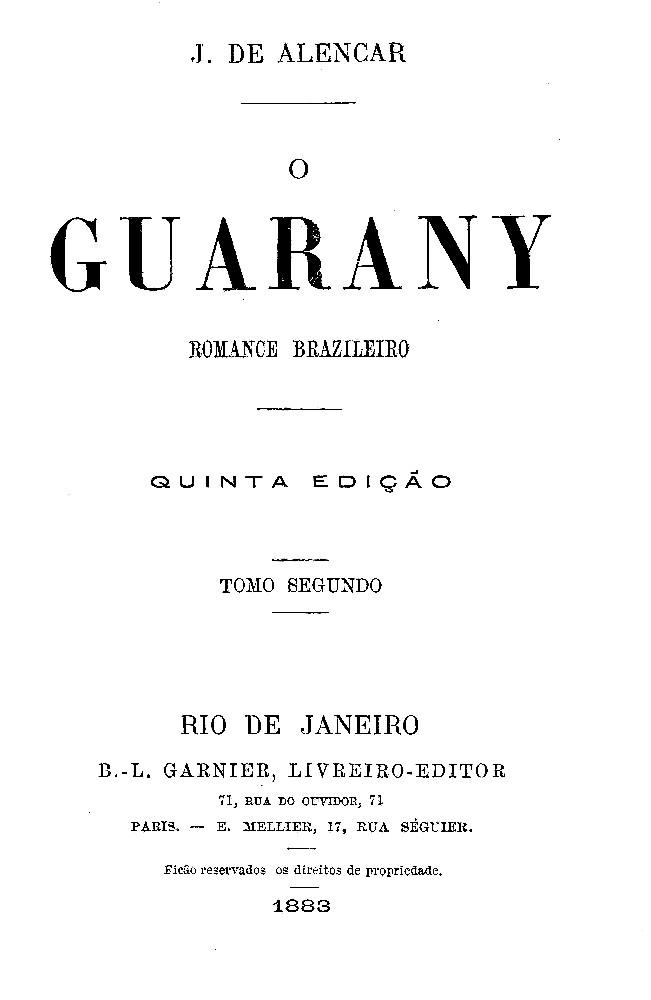 J. DE ALENCAR
O
GUARANY
ROMANCE BRAZILEIRO
QUINTA EDIÇÃO
TOMO SEGUNDO
RIO DE JANEIRO
B.-L. GARNIER, LIVREIRO-EDITOR
71, RUA DO OUVIDOR, 71
PARIS. — E. MELLIER, 17, RUA SÉGUIER.
Ficão reservados os direitos de propriedade.
1883